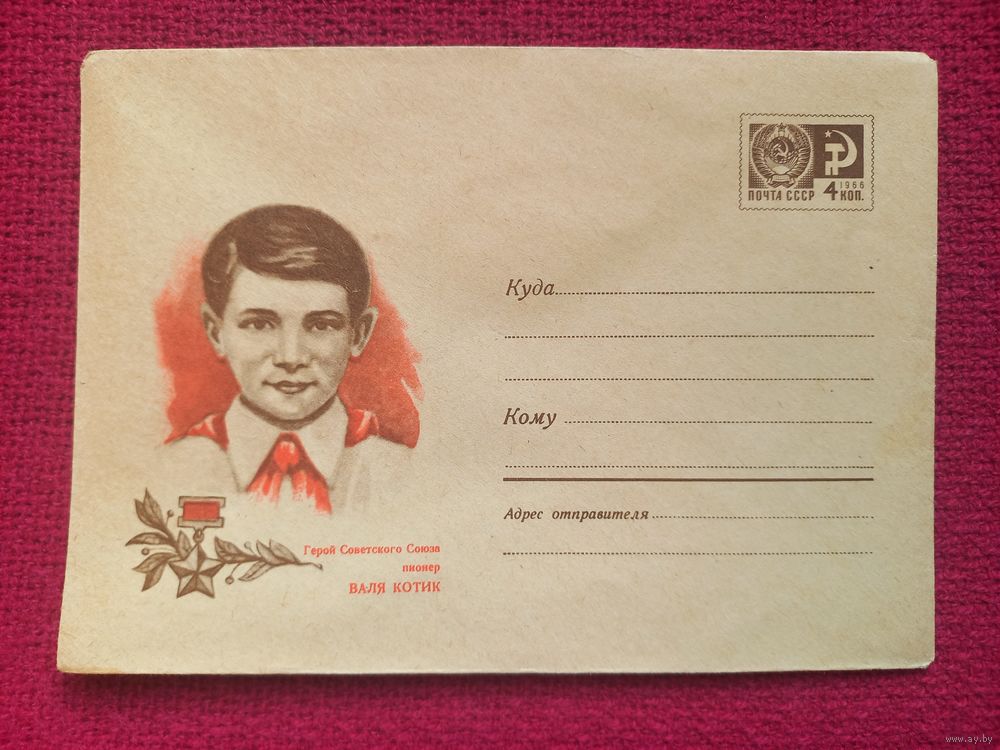 1966
ПОЧТА СССР 4 КОП.
Куда
Кому
Адрес отправителя
Герой Советского Союза
пионер
ВАЛЯ КОТИК
www.ay.by